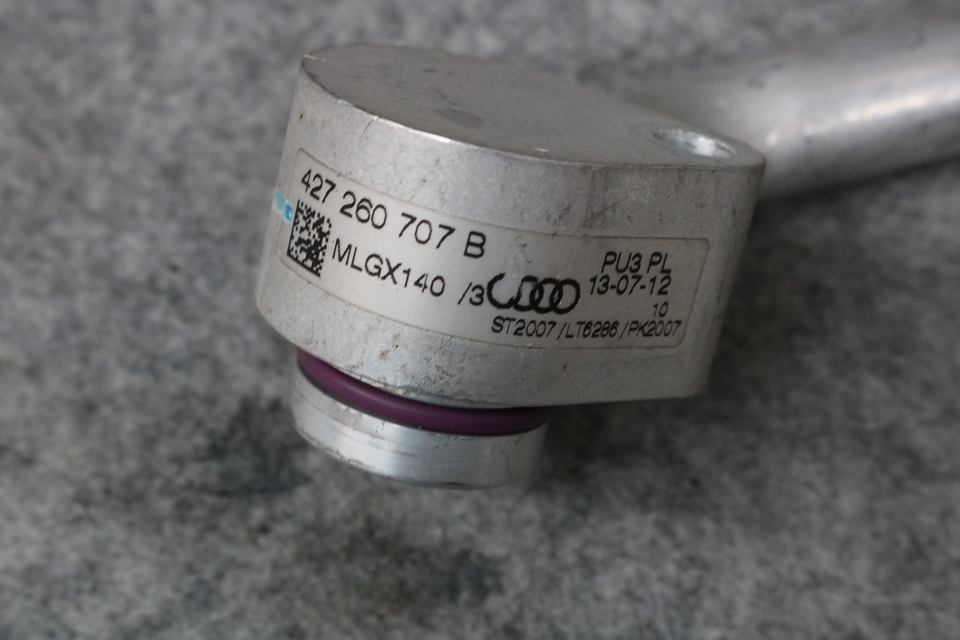 427 260 707 B
MLGX140 /3
PU3 PL
13-07-12
10
ST2007/LT6286/PK2007